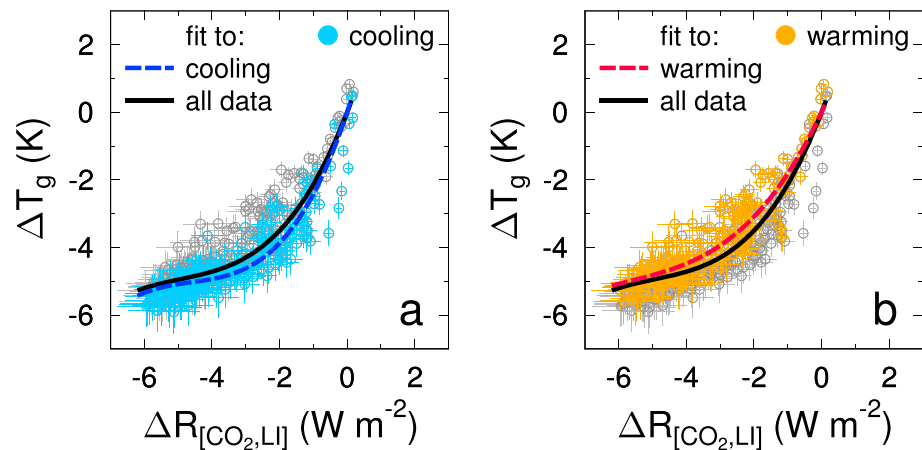 fit to: cooling
cooling
all data
2
0
-2
-4
-6
ΔT_g (K)
a
-6 -4 -2 0 2
ΔR_[CO₂,LI] (W m⁻²)
fit to: warming
warming
all data
2
0
-2
-4
-6
ΔT_g (K)
b
-6 -4 -2 0 2
ΔR_[CO₂,LI] (W m⁻²)